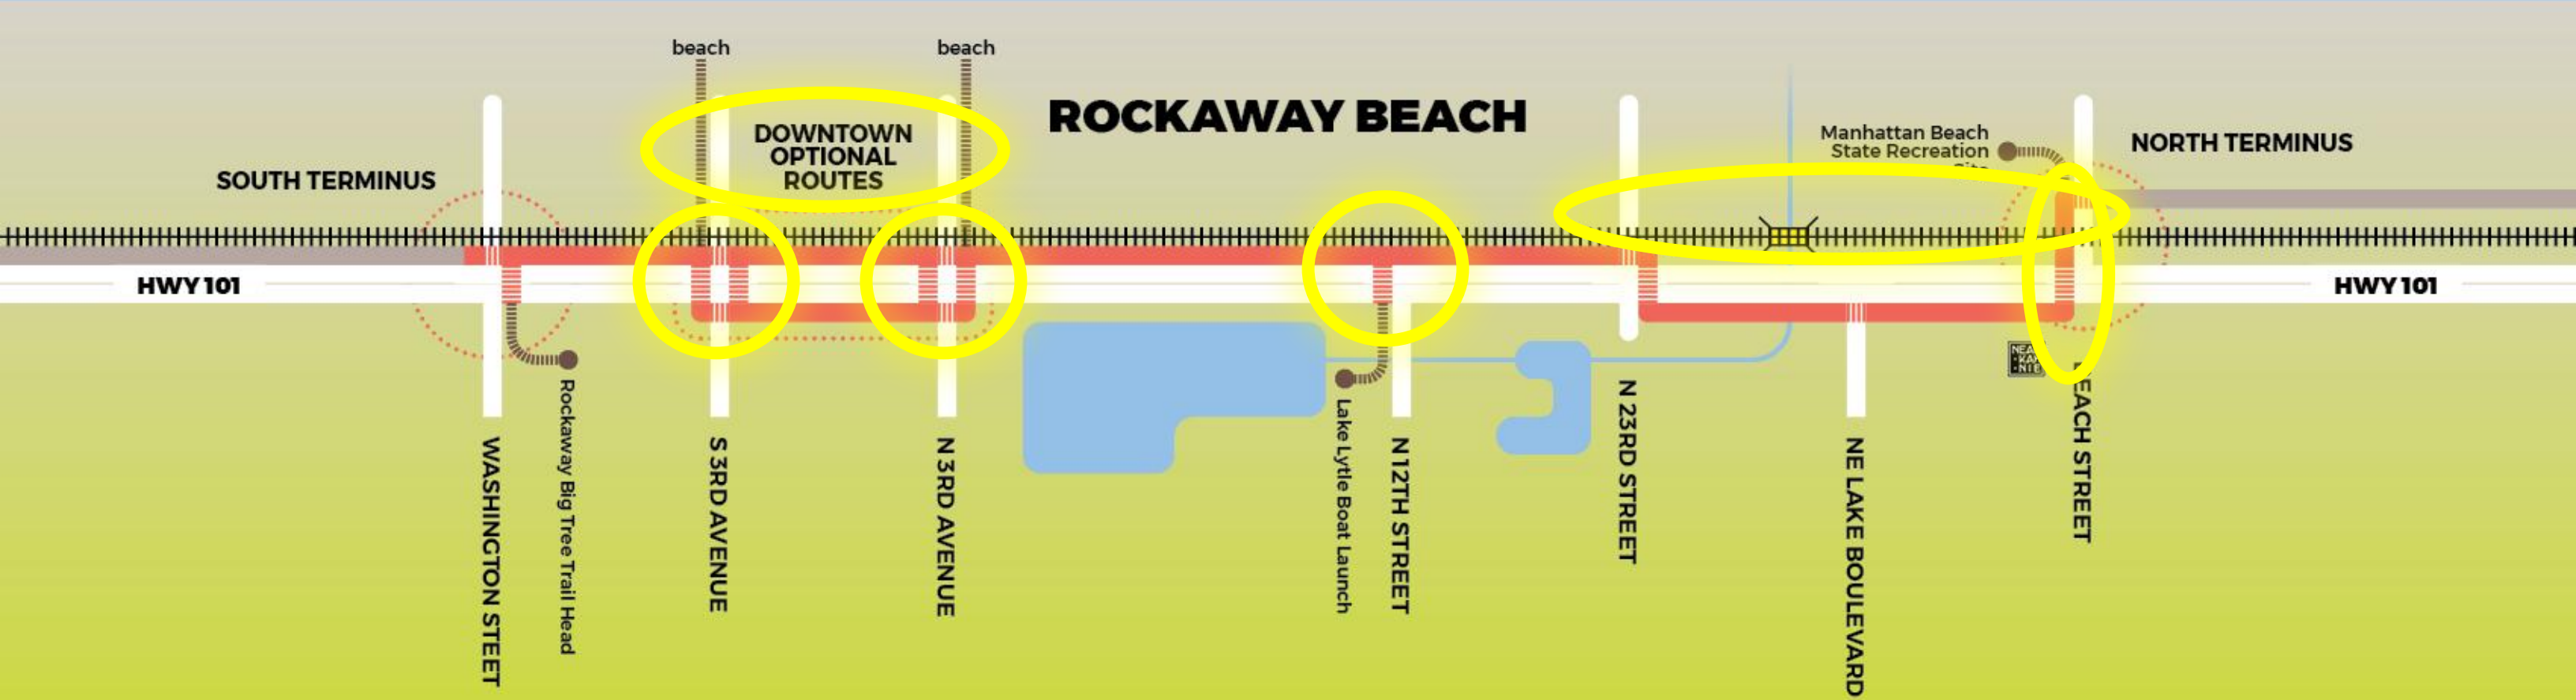 beach
beach
ROCKAWAY BEACH
DOWNTOWN
OPTIONAL
ROUTES
Manhattan Beach
State Recreation
NORTH TERMINUS
SOUTH TERMINUS
HWY 101
HWY 101
WASHINGTON STEET
Rockaway Big Tree Trail Head
S 3RD AVENUE
N 3RD AVENUE
Lake Lytle Boat Launch
N 12TH STREET
N 23RD STREET
NE LAKE BOULEVARD
EACH STREET